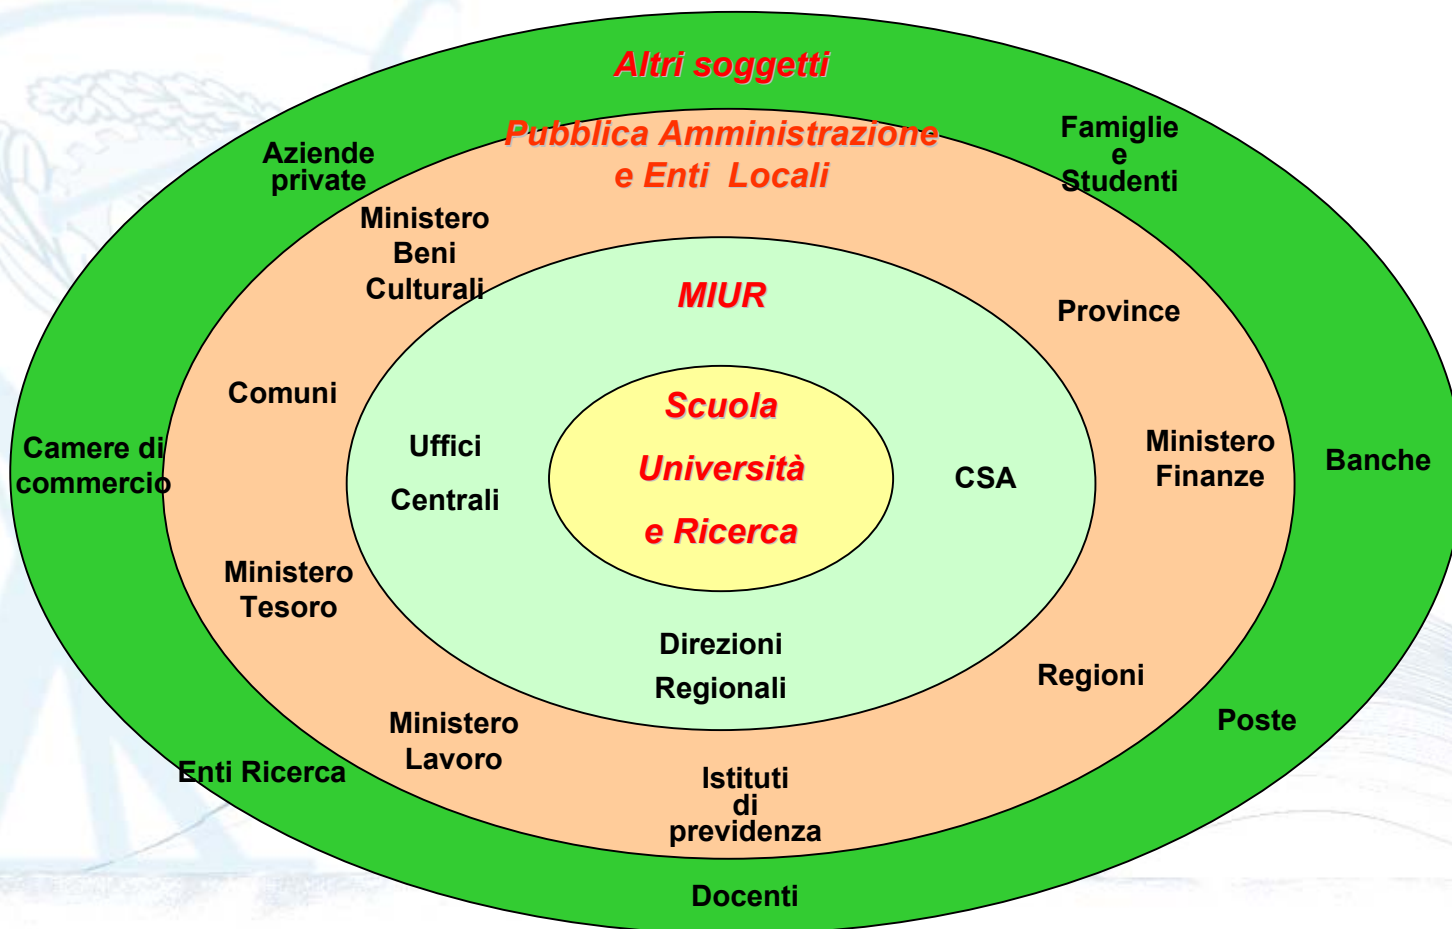 Altri soggetti
Pubblica Amministrazione
e Enti Locali
Famiglie
e
Studenti
Aziende
private
Ministero
Beni
Culturali
MIUR
Province
Comuni
Scuola
Università
e Ricerca
Uffici
Centrali
CSA
Ministero
Finanze
Banche
Camere di
commercio
Ministero
Tesoro
Direzioni
Regionali
Regioni
Poste
Ministero
Lavoro
Enti Ricerca
Istituti
di
previdenza
Docenti